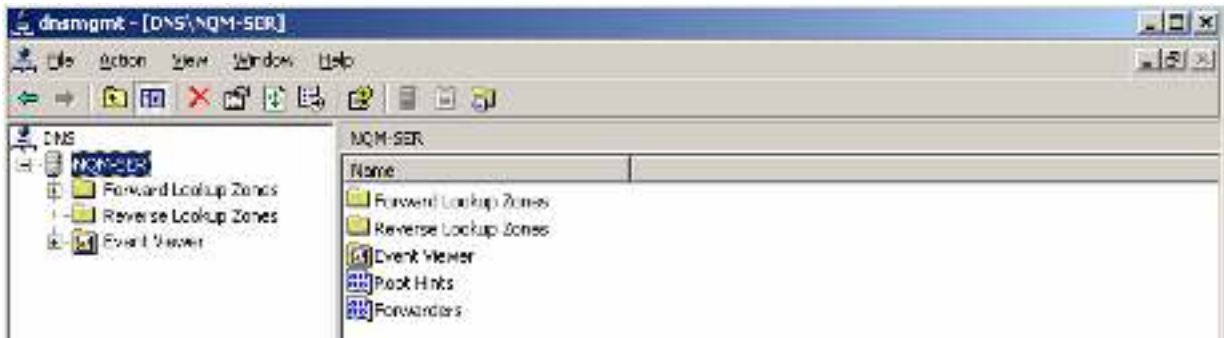 dnsmgmt - [DNS\NQM-SER]
File Action View Window Help
DNS
NQM-SER
Forward Lookup Zones
Reverse Lookup Zones
Event Viewer
NQM-SER
Name
Forward Lookup Zones
Reverse Lookup Zones
Event Viewer
Root Hints
Forwarders